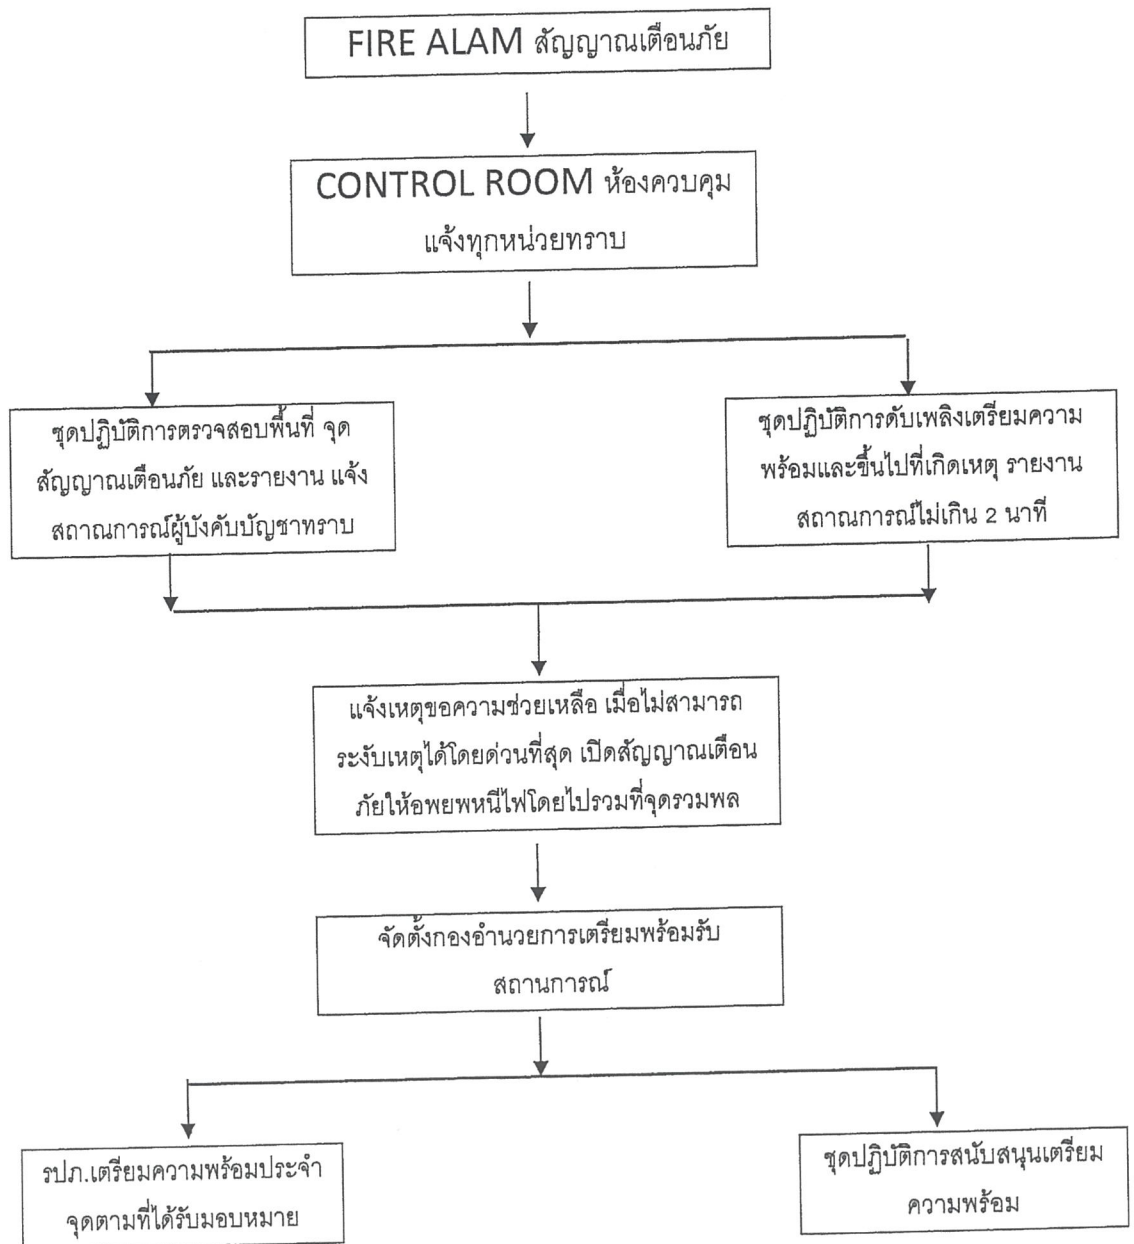 FIRE ALAM สัญญาณเตือนภัย
CONTROL ROOM ห้องควบคุม
แจ้งทุกหน่วยทราบ
ชุดปฏิบัติการตรวจสอบพื้นที่ จุด
สัญญาณเตือนภัย และรายงาน แจ้ง
สถาณการณ์ผู้บังคับบัญชาทราบ
ชุดปฏิบัติการดับเพลิงเตรียมความ
พร้อมและขึ้นไปที่เกิดเหตุ รายงาน
สถาณการณ์ไม่เกิน 2 นาที
แจ้งเหตุขอความช่วยเหลือ เมื่อไม่สามารถ
ระงับเหตุได้โดยด่วนที่สุด เปิดสัญญาณเตือน
ภัยให้อพยพหนีไฟโดยไปรวมที่จุดรวมพล
จัดตั้งกองอำนวยการเตรียมพร้อมรับ
สถานการณ์
รปภ.เตรียมความพร้อมประจำ
จุดตามที่ได้รับมอบหมาย
ชุดปฏิบัติการสนับสนุนเตรียม
ความพร้อม